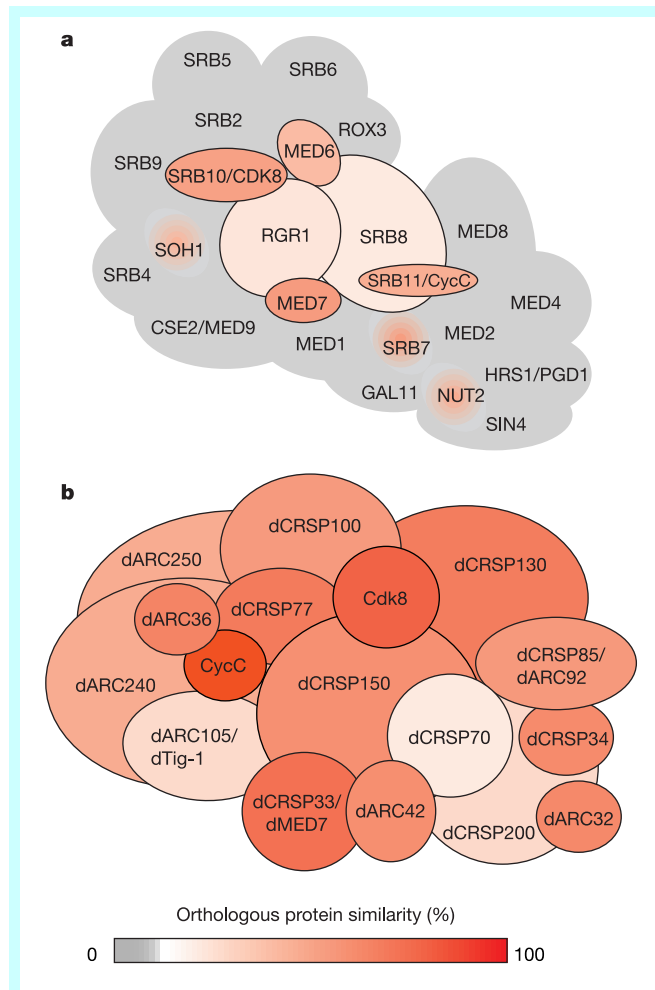 a
SRB5
SRB6
SRB2
ROX3
MED6
SRB9
SRB10/CDK8
RGR1
SRB8
MED8
SOH1
SRB4
SRB11/CycC
MED7
MED4
CSE2/MED9
MED1
SRB7
MED2
HRS1/PGD1
GAL11
NUT2
SIN4
b
dCRSP100
dARC250
dCRSP130
Cdk8
dCRSP77
dARC36
CycC
dCRSP85/
dARC92
dARC240
dCRSP150
dARC105/
dTig-1
dCRSP70
dCRSP34
dCRSP33/
dMED7
dARC42
dARC32
dCRSP200
Orthologous protein similarity (%)
0
100